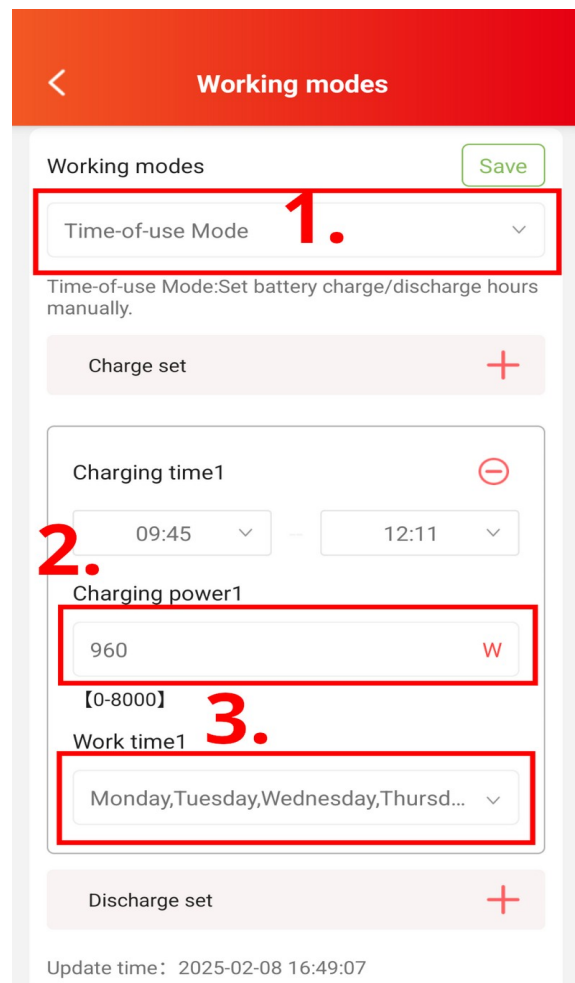 Working modes
Working modes
Save
Time-of-use Mode
1.
Time-of-use Mode:Set battery charge/discharge hours
manually.
Charge set
Charging time1
09:45 – 12:11
2.
Charging power1
960 W
【0-8000】
3.
Work time1
Monday,Tuesday,Wednesday,Thursd...
Discharge set
Update time：2025-02-08 16:49:07